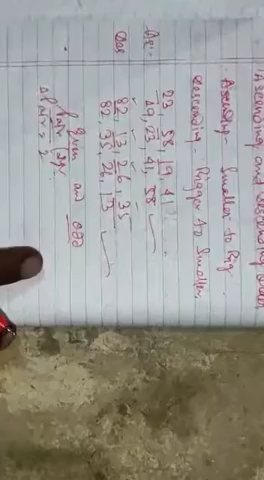 Ascending and descending order
Ascending - Smaller to Big.
descending - Bigger to Smaller.
23, 58, 19, 41
As: 19, 23, 41, 58
82, 13, 26, 35
Des 82, 35, 26, 13
Even and odd